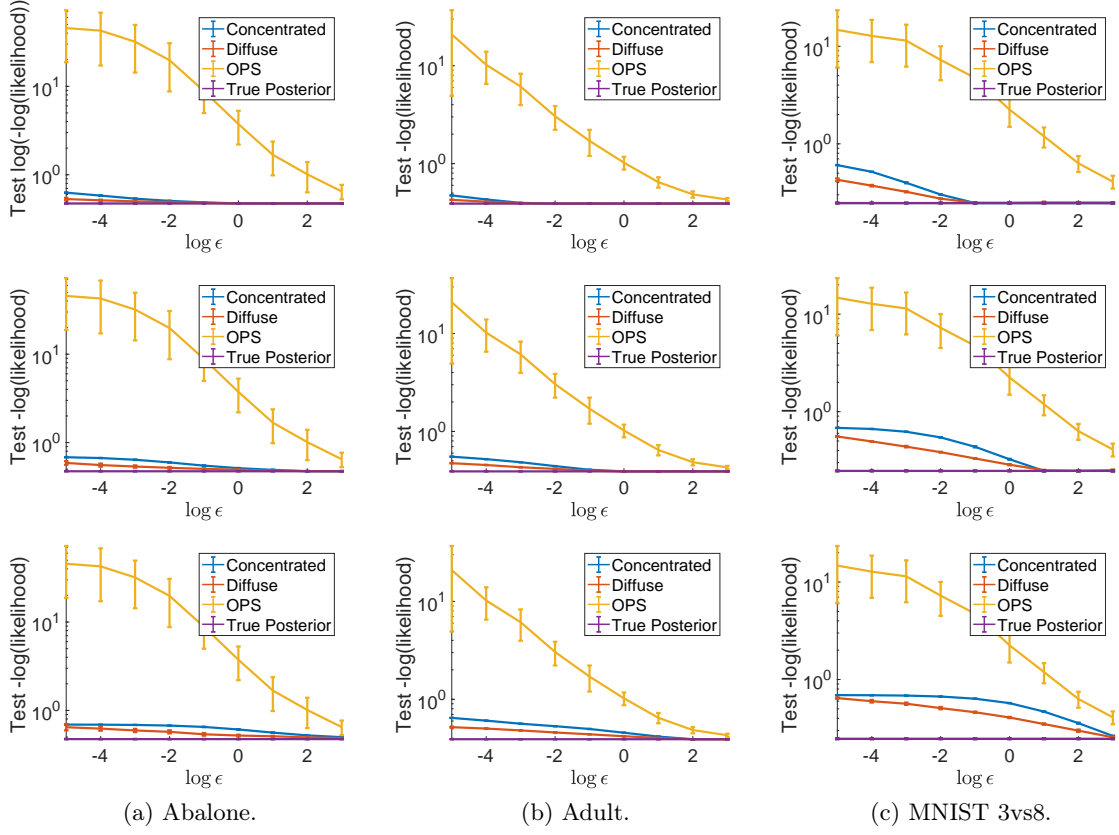 Test log(-log(likelihood))
10^1
10^0
Concentrated
Diffuse
OPS
True Posterior
-4 -2 0 2
log ϵ
Test -log(likelihood)
10^1
10^0
Concentrated
Diffuse
OPS
True Posterior
-4 -2 0 2
log ϵ
Test -log(likelihood)
10^0
Concentrated
Diffuse
OPS
True Posterior
-4 -2 0 2
log ϵ
Test -log(likelihood)
10^1
10^0
Concentrated
Diffuse
OPS
True Posterior
-4 -2 0 2
log ϵ
Test -log(likelihood)
10^1
10^0
Concentrated
Diffuse
OPS
True Posterior
-4 -2 0 2
log ϵ
Test -log(likelihood)
10^1
10^0
Concentrated
Diffuse
OPS
True Posterior
-4 -2 0 2
log ϵ
Test -log(likelihood)
10^1
10^0
Concentrated
Diffuse
OPS
True Posterior
-4 -2 0 2
log ϵ
Test -log(likelihood)
10^1
10^0
Concentrated
Diffuse
OPS
True Posterior
-4 -2 0 2
log ϵ
Test -log(likelihood)
10^1
10^0
Concentrated
Diffuse
OPS
True Posterior
-4 -2 0 2
log ϵ
(a) Abalone.
(b) Adult.
(c) MNIST 3vs8.